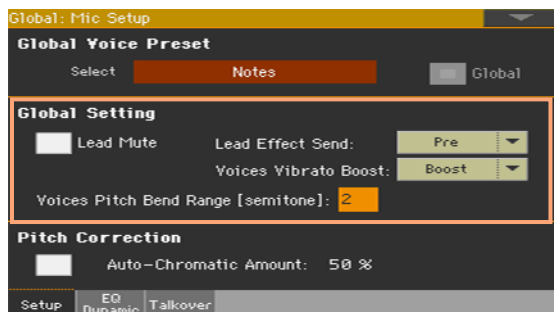 Global: Mic Setup
Global Voice Preset
Select Notes Global
Global Setting
Lead Mute Lead Effect Send: Pre
Voices Vibrato Boost: Boost
Voices Pitch Bend Range [semitone]: 2
Pitch Correction
Auto-Chromatic Amount: 50 %
Setup EQ Dynamic Talkover